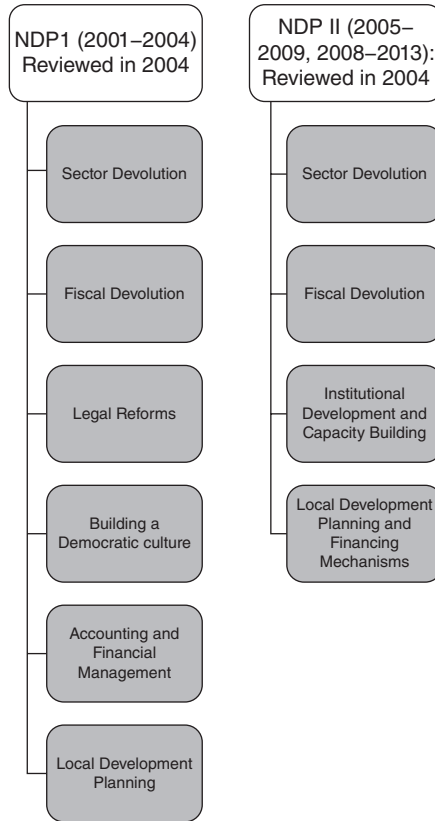 NDP1 (2001–2004)
Reviewed in 2004
Sector Devolution
Fiscal Devolution
Legal Reforms
Building a
Democratic culture
Accounting and
Financial
Management
Local Development
Planning
NDP II (2005–
2009, 2008–2013):
Reviewed in 2004
Sector Devolution
Fiscal Devolution
Institutional
Development and
Capacity Building
Local Development
Planning and
Financing
Mechanisms